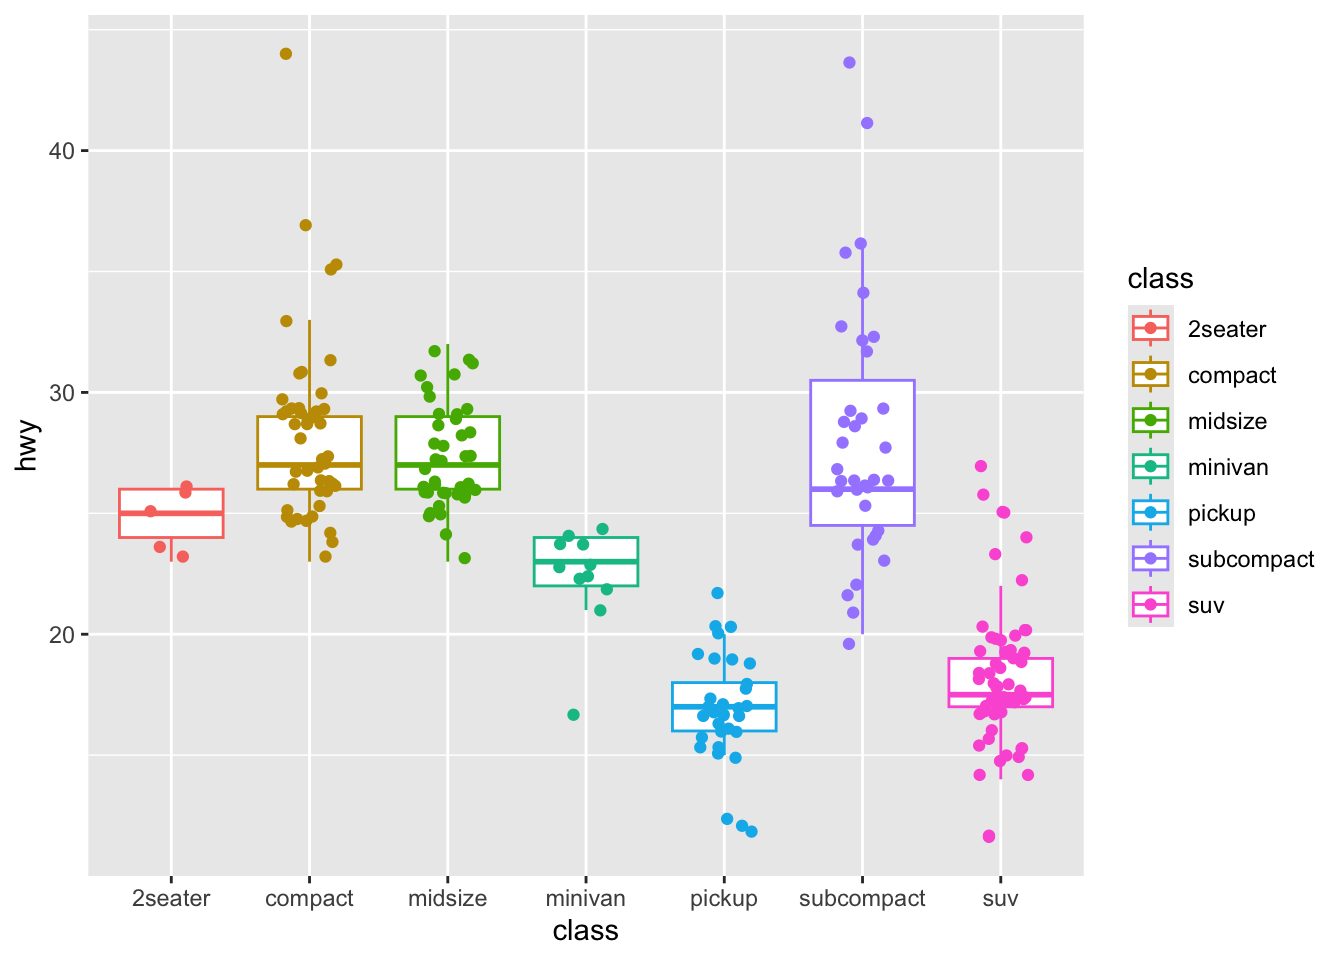 40
30
20
hwy
2seater compact midsize minivan pickup subcompact suv
class
class
2seater
compact
midsize
minivan
pickup
subcompact
suv